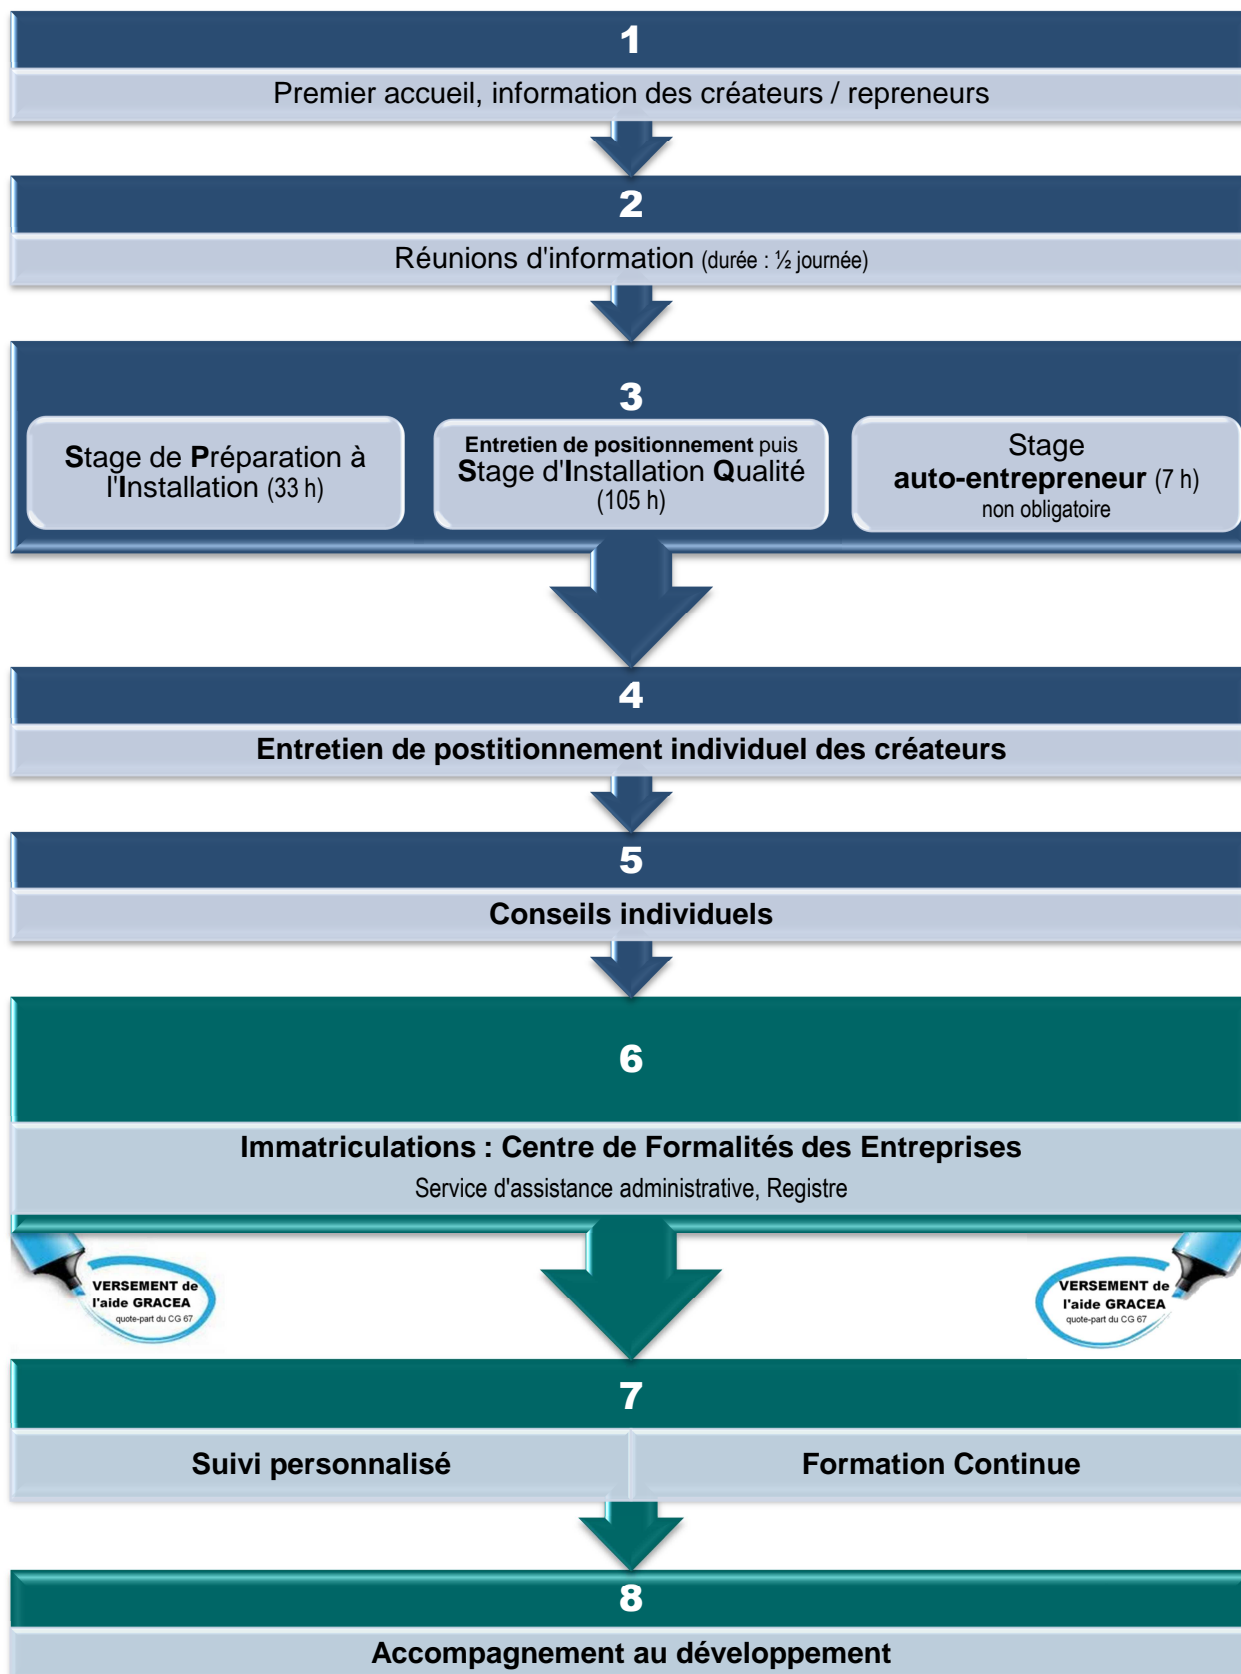 1
Premier accueil, information des créateurs / repreneurs
2
Réunions d'information (durée : ½ journée)
3
Stage de Préparation à
l'Installation (33 h)
Entretien de positionnement puis
Stage d'Installation Qualité
(105 h)
Stage
auto-entrepreneur (7 h)
non obligatoire
4
Entretien de postitionnement individuel des créateurs
5
Conseils individuels
6
Immatriculations : Centre de Formalités des Entreprises
Service d'assistance administrative, Registre
VERSEMENT de
l'aide GRACEA
quote-part du CG 67
VERSEMENT de
l'aide GRACEA
quote-part du CG 67
7
Suivi personnalisé
Formation Continue
8
Accompagnement au développement